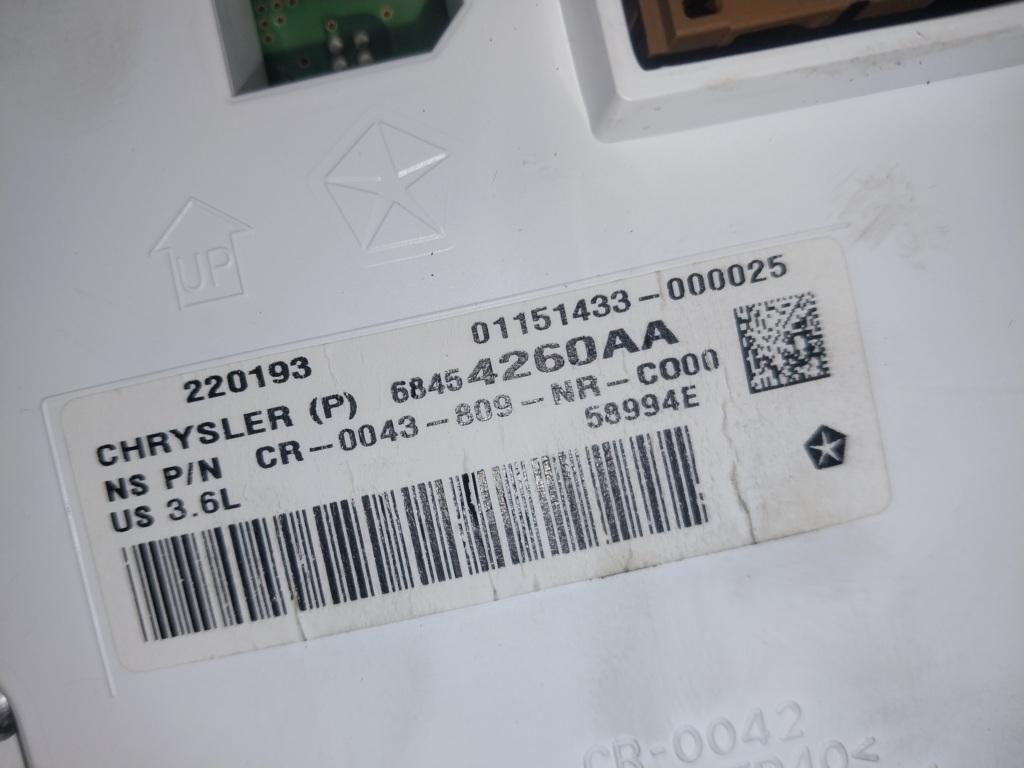 UP
220193 01151433-000025
CHRYSLER (P) 68454260AA
NS P/N CR-0043-809-NR-C000
US 3.6L 58994E
CR-0042